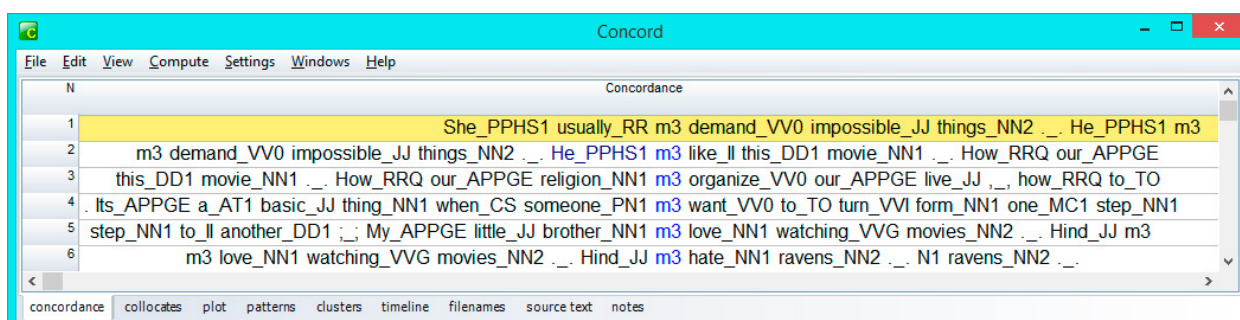 Concord
File Edit View Compute Settings Windows Help
N Concordance
1 She_PPHS1 usually_RR m3 demand_VV0 impossible_JJ things_NN2 ._. He_PPHS1 m3
2 m3 demand_VV0 impossible_JJ things_NN2 ._. He_PPHS1 m3 like_II this_DD1 movie_NN1 ._. How_RRQ our_APPGE
3 this_DD1 movie_NN1 ._. How_RRQ our_APPGE religion_NN1 m3 organize_VV0 our_APPGE live_JJ ,_, how_RRQ to_TO
4 . Its_APPGE a_AT1 basic_JJ thing_NN1 when_CS someone_PN1 m3 want_VV0 to_TO turn_VVI form_NN1 one_MC1 step_NN1
5 step_NN1 to_II another_DD1 ;_; My_APPGE little_JJ brother_NN1 m3 love_NN1 watching_VVG movies_NN2 ._. Hind_JJ m3
6 m3 love_NN1 watching_VVG movies_NN2 ._. Hind_JJ m3 hate_NN1 ravens_NN2 ._. N1 ravens_NN2 ._.
concordance collocates plot patterns clusters timeline filenames source text notes